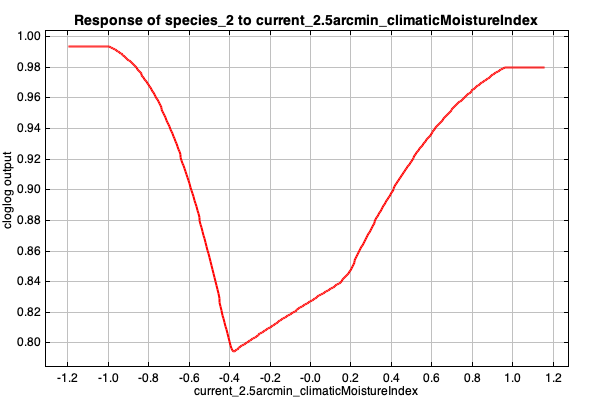 Response of species_2 to current_2.5arcmin_climaticMoistureIndex
1.00
0.98
0.96
0.94
0.92
0.90
0.88
0.86
0.84
0.82
0.80
cloglog output
-1.2 -1.0 -0.8 -0.6 -0.4 -0.2 -0.0 0.2 0.4 0.6 0.8 1.0 1.2
current_2.5arcmin_climaticMoistureIndex